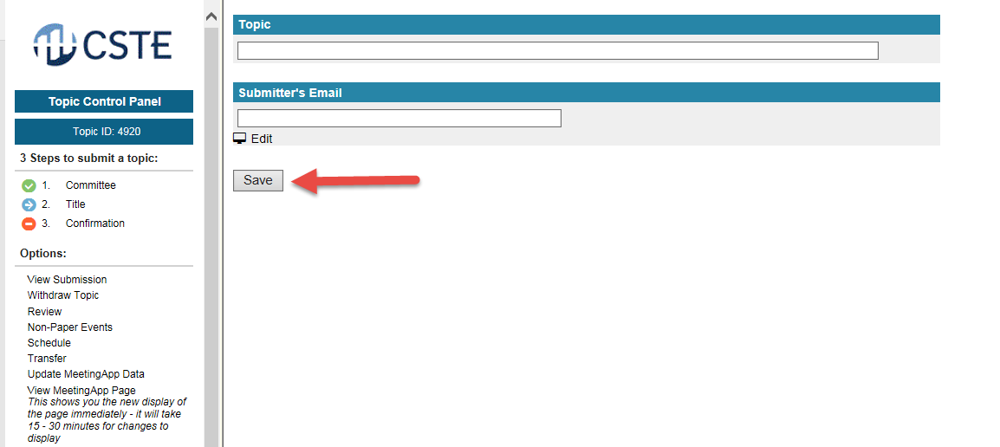 CSTE
Topic Control Panel
Topic ID: 4920
3 Steps to submit a topic:
1. Committee
2. Title
3. Confirmation
Options:
View Submission
Withdraw Topic
Review
Non-Paper Events
Schedule
Transfer
Update MeetingApp Data
View MeetingApp Page
This shows you the new display of
the page immediately - it will take
15 - 30 minutes for changes to
display
Topic
Submitter's Email
Edit
Save